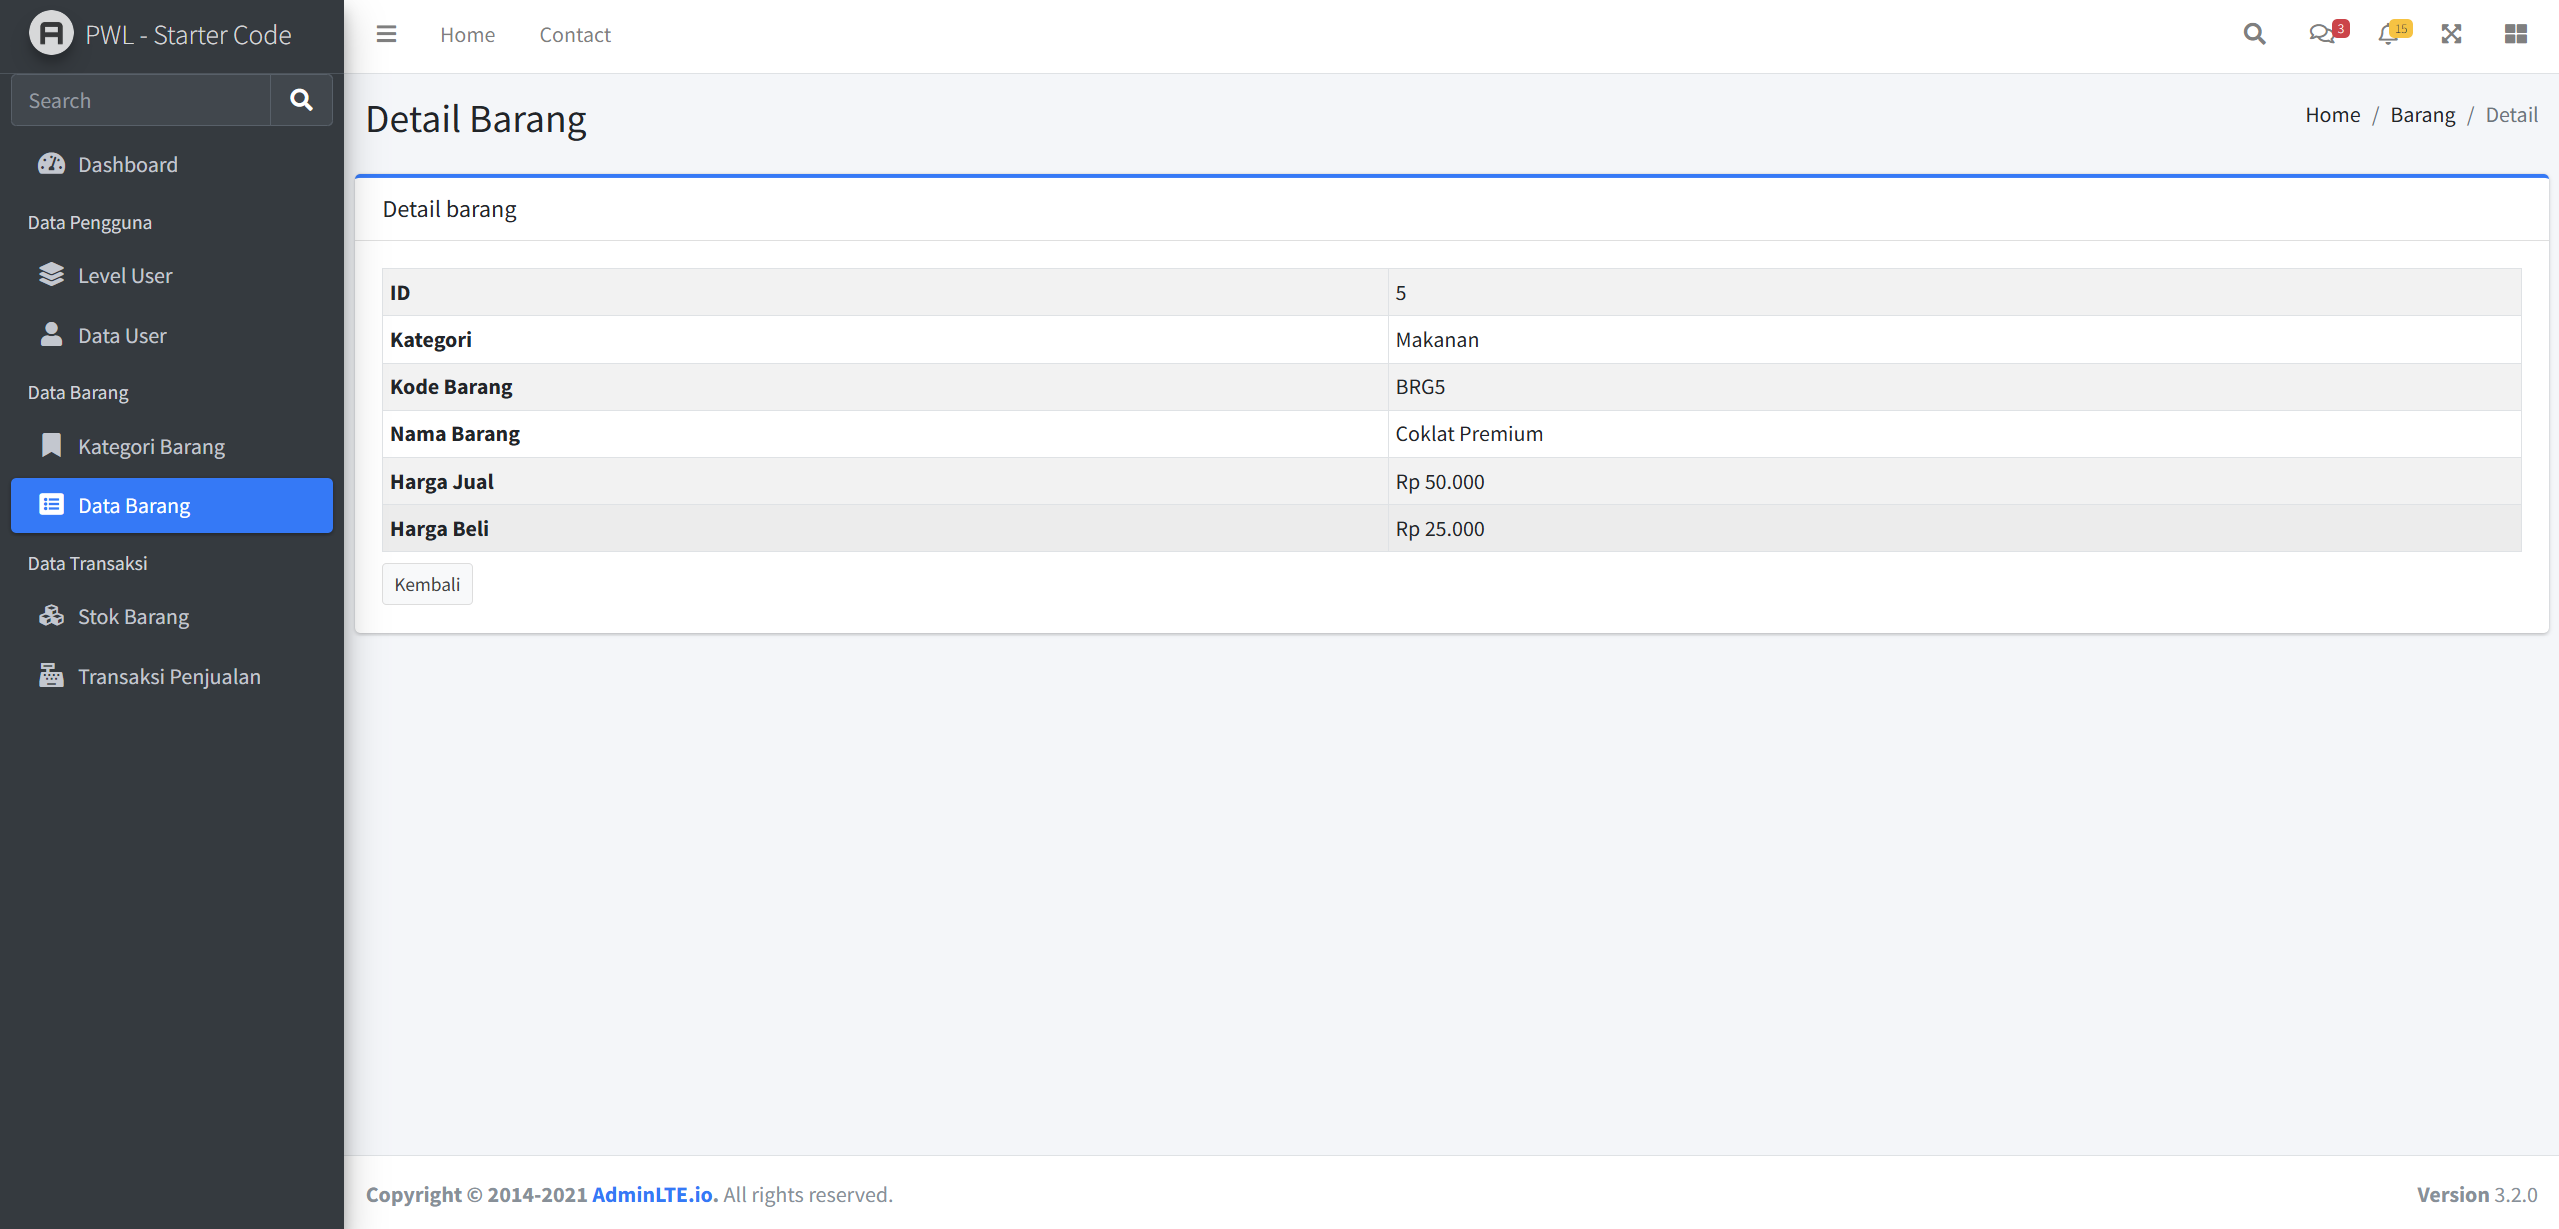 PWL - Starter Code
Home
Contact
3
15
Search
Dashboard
Data Pengguna
Level User
Data User
Data Barang
Kategori Barang
Data Barang
Data Transaksi
Stok Barang
Transaksi Penjualan
Detail Barang
Home / Barang / Detail
Detail barang
ID 5
Kategori Makanan
Kode Barang BRG5
Nama Barang Coklat Premium
Harga Jual Rp 50.000
Harga Beli Rp 25.000
Kembali
Copyright © 2014-2021 AdminLTE.io. All rights reserved.
Version 3.2.0